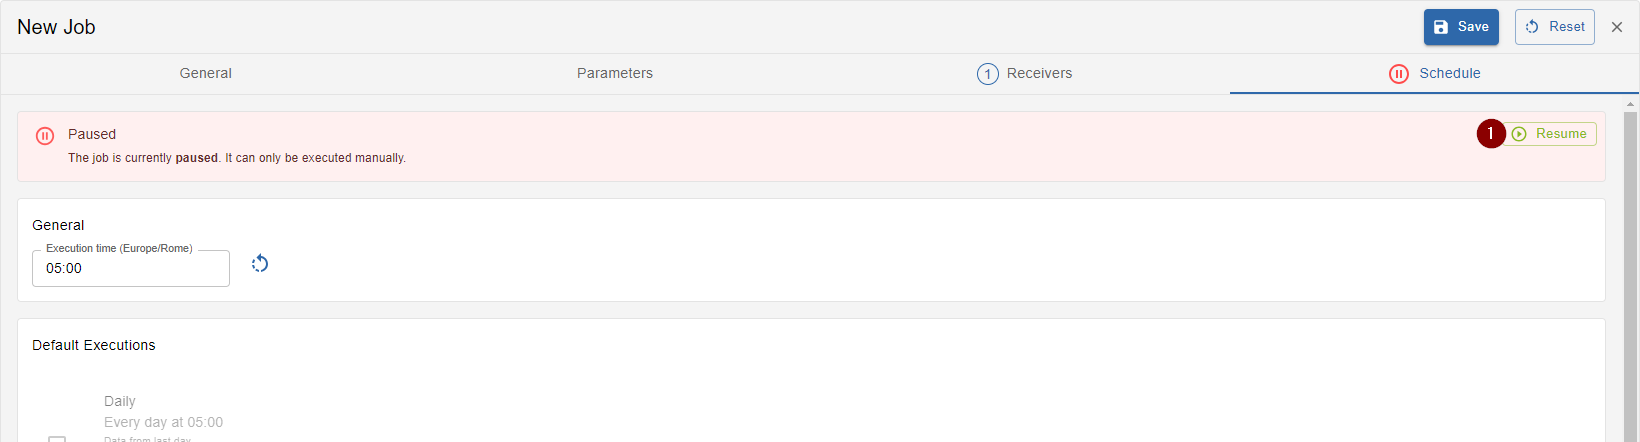 New Job
Save
Reset
General
Parameters
1
Receivers
Schedule
Paused
The job is currently paused. It can only be executed manually.
1
Resume
General
Execution time (Europe/Rome)
05:00
Default Executions
Daily
Every day at 05:00
Data from last day